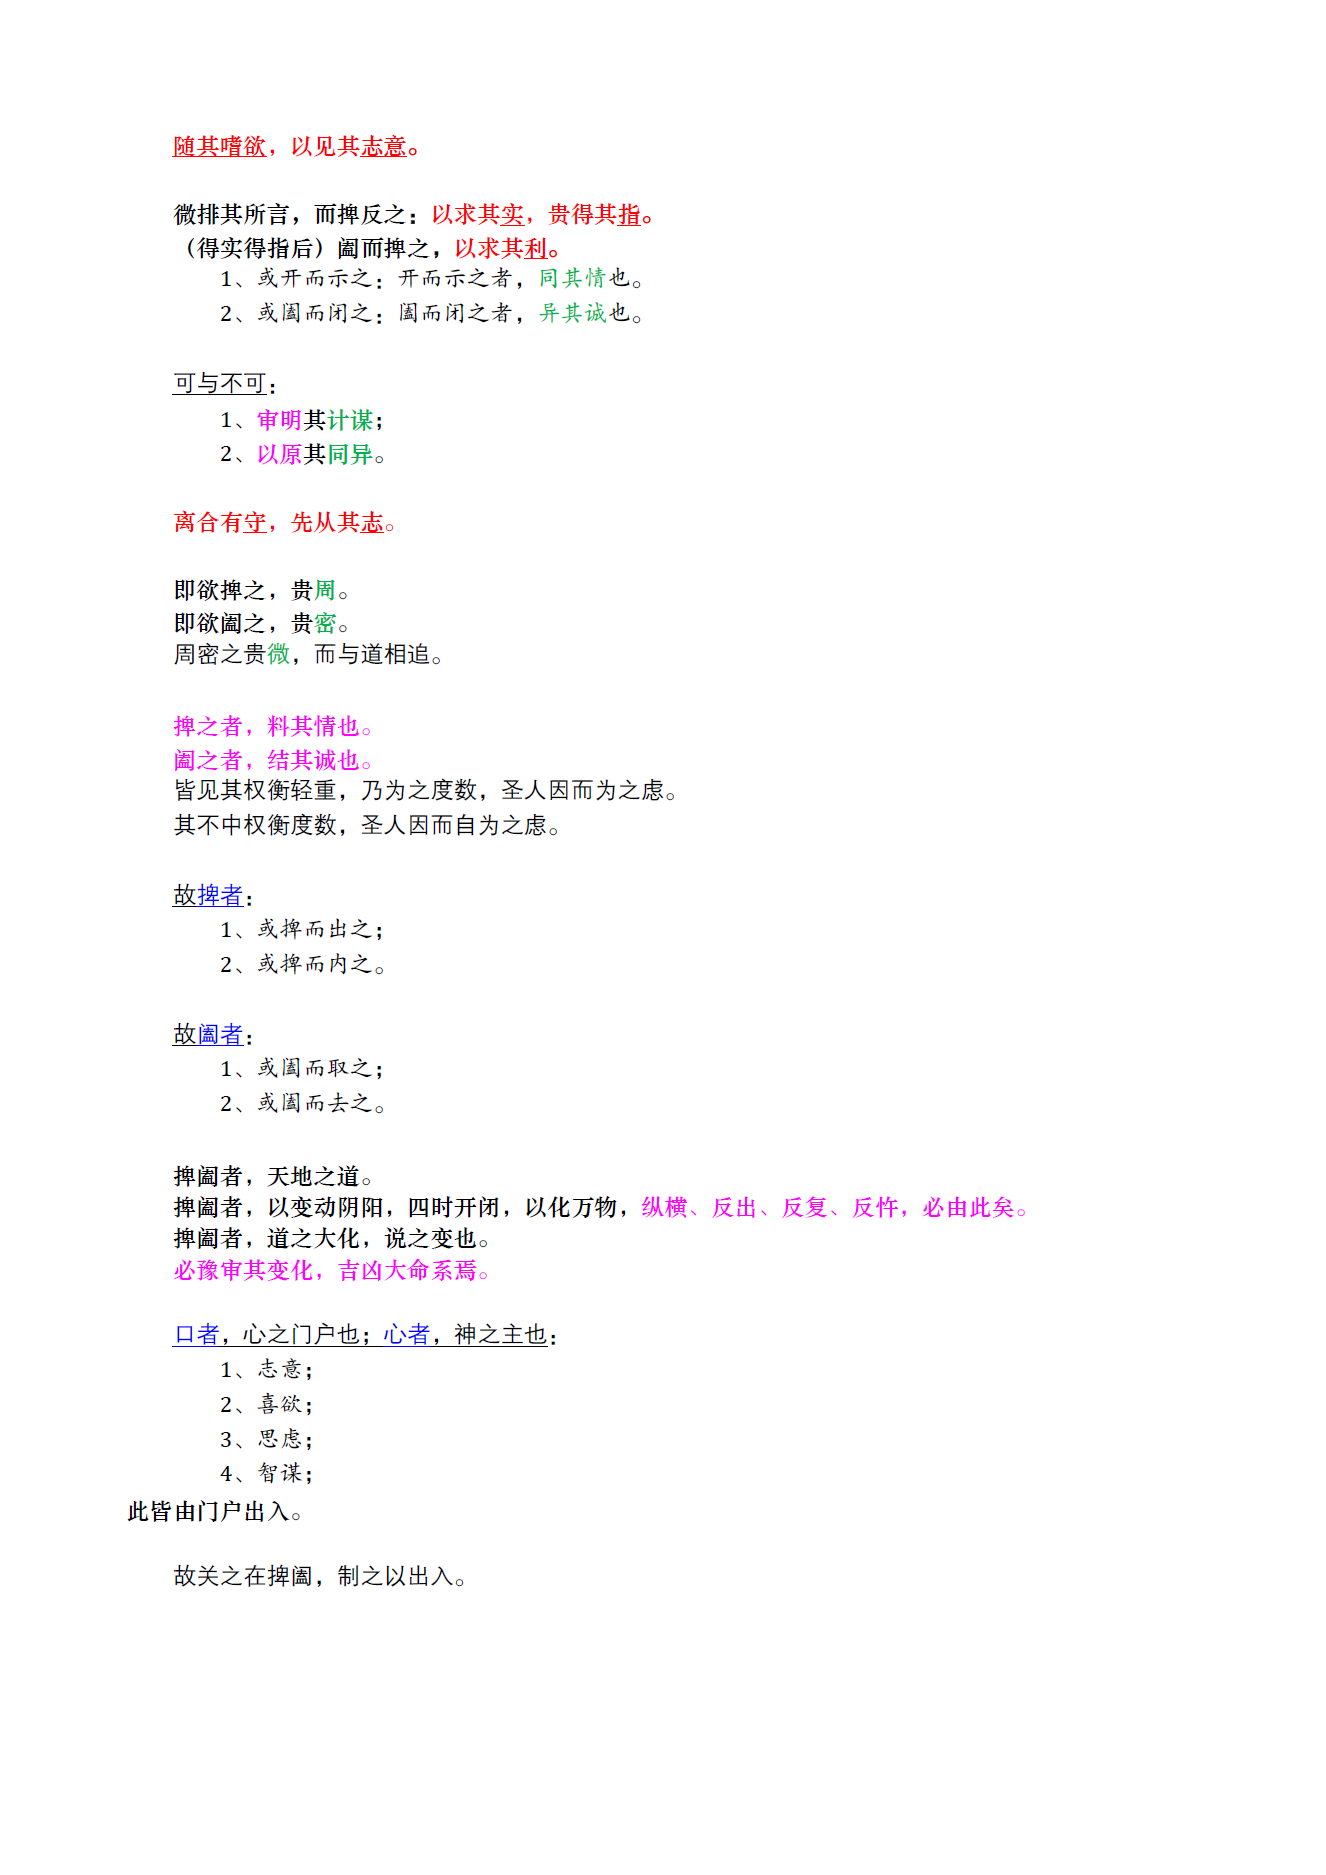 随其嗜欲，以见其志意。
微排其所言，而捭反之：以求其实，贵得其指。
（得实得指后）阖而捭之，以求其利。
1、或开而示之：开而示之者，同其情也。
2、或阖而闭之：阖而闭之者，异其诚也。
可与不可：
1、审明其计谋；
2、以原其同异。
离合有守，先从其志。
即欲捭之，贵周。
即欲阖之，贵密。
周密之贵微，而与道相追。
捭之者，料其情也。
阖之者，结其诚也。
皆见其权衡轻重，乃为之度数，圣人因而为之虑。
其不中权衡度数，圣人因而自为之虑。
故捭者：
1、或捭而出之；
2、或捭而内之。
故阖者：
1、或阖而取之；
2、或阖而去之。
捭阖者，天地之道。
捭阖者，以变动阴阳，四时开闭，以化万物，纵横、反出、反复、反忤，必由此矣。
捭阖者，道之大化，说之变也。
必豫审其变化，吉凶大命系焉。
口者，心之门户也；心者，神之主也：
1、志意；
2、喜欲；
3、思虑；
4、智谋；
此皆由门户出入。
故关之在捭阖，制之以出入。